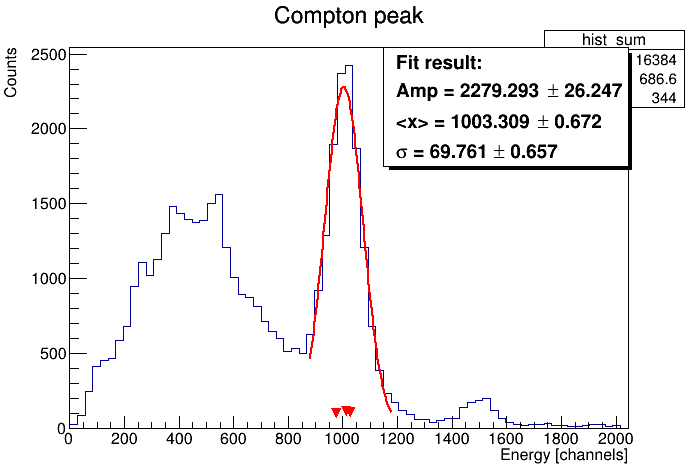 Compton peak
hist sum
16384
686.6
344
Fit result:
Amp = 2279.293 ± 26.247
<x> = 1003.309 ± 0.672
σ = 69.761 ± 0.657
Counts
2500
2000
1500
1000
500
0
0 200 400 600 800 1000 1200 1400 1600 1800 2000
Energy [channels]